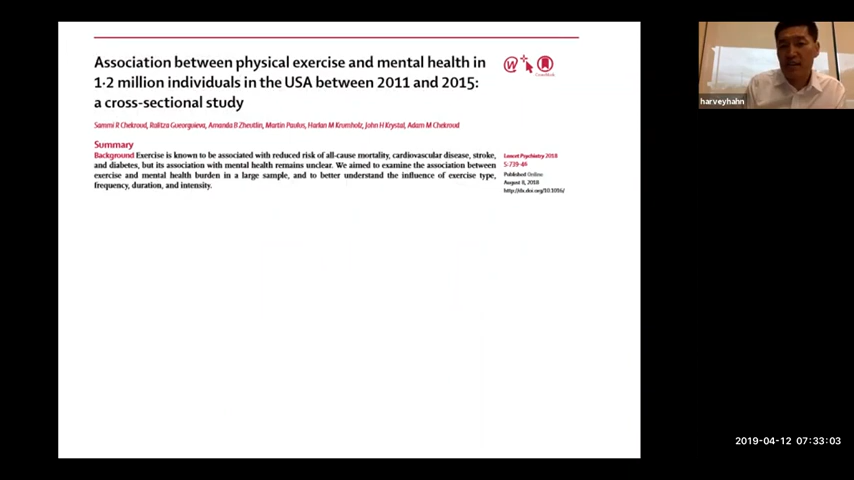 Association between physical exercise and mental health in
1·2 million individuals in the USA between 2011 and 2015:
a cross-sectional study
Sammi R Chekroud, Ralitza Gueorguieva, Amanda B Zheutlin, Martin Paulus, Harlan M Krumholz, John H Krystal, Adam M Chekroud
Summary
Background Exercise is known to be associated with reduced risk of all-cause mortality, cardiovascular disease, stroke,
and diabetes, but its association with mental health remains unclear. We aimed to examine the association between
exercise and mental health burden in a large sample, and to better understand the influence of exercise type,
frequency, duration, and intensity.
CrossMark
Lancet Psychiatry 2018
5: 739–46
Published Online
August 8, 2018
http://dx.doi.org/10.1016/
harveyhahn
2019-04-12 07:33:03